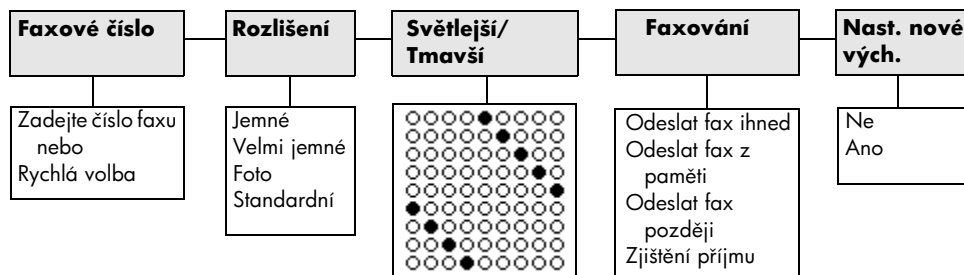 Faxové číslo
Rozlišení
Světlejší/
Tmavší
Faxování
Nast. nové
vých.
Zadejte číslo faxu
nebo
Rychlá volba
Jemné
Velmi jemné
Foto
Standardní
Odeslat fax ihned
Odeslat fax z
paměti
Odeslat fax
později
Zjištění příjmu
Ne
Ano